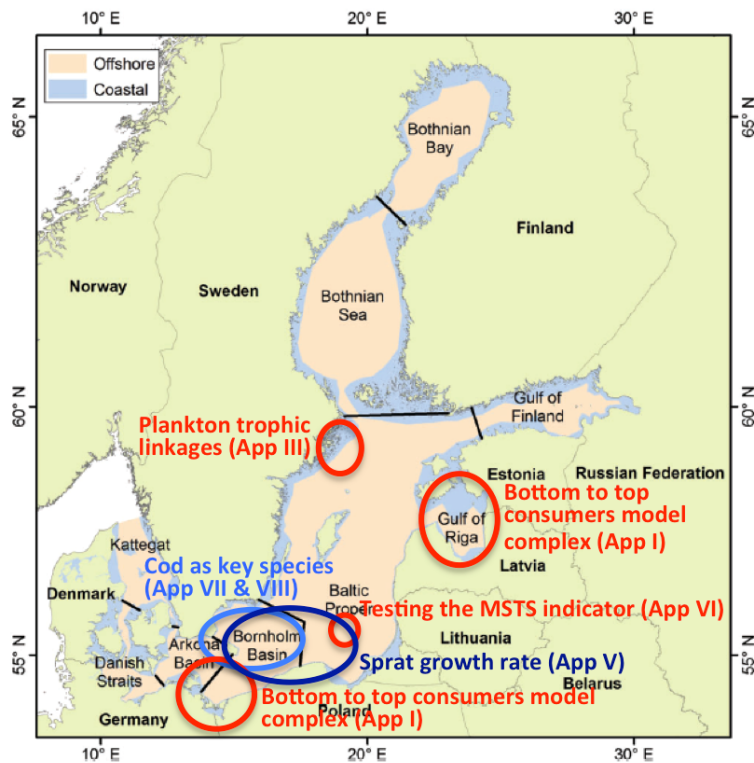 10° E
20° E
30° E
Offshore
Coastal
65° N
65° N
Bothnian
Bay
Finland
Norway
Sweden
Bothnian
Sea
60° N
60° N
Gulf of
Finland
Plankton trophic
linkages (App III)
Estonia
Russian Federation
Bottom to top
consumers model
complex (App I)
Gulf of
Riga
Latvia
Kattegat
Cod as key species
(App VII & VIII)
Denmark
Baltic
Proper
Testing the MSTS indicator (App VI)
Arkona
Basin
Bornholm
Basin
Lithuania
55° N
55° N
Danish
Straits
Sprat growth rate (App V)
Belarus
Bottom to top consumers model
complex (App I)
Poland
Germany
10° E
20° E
30° E